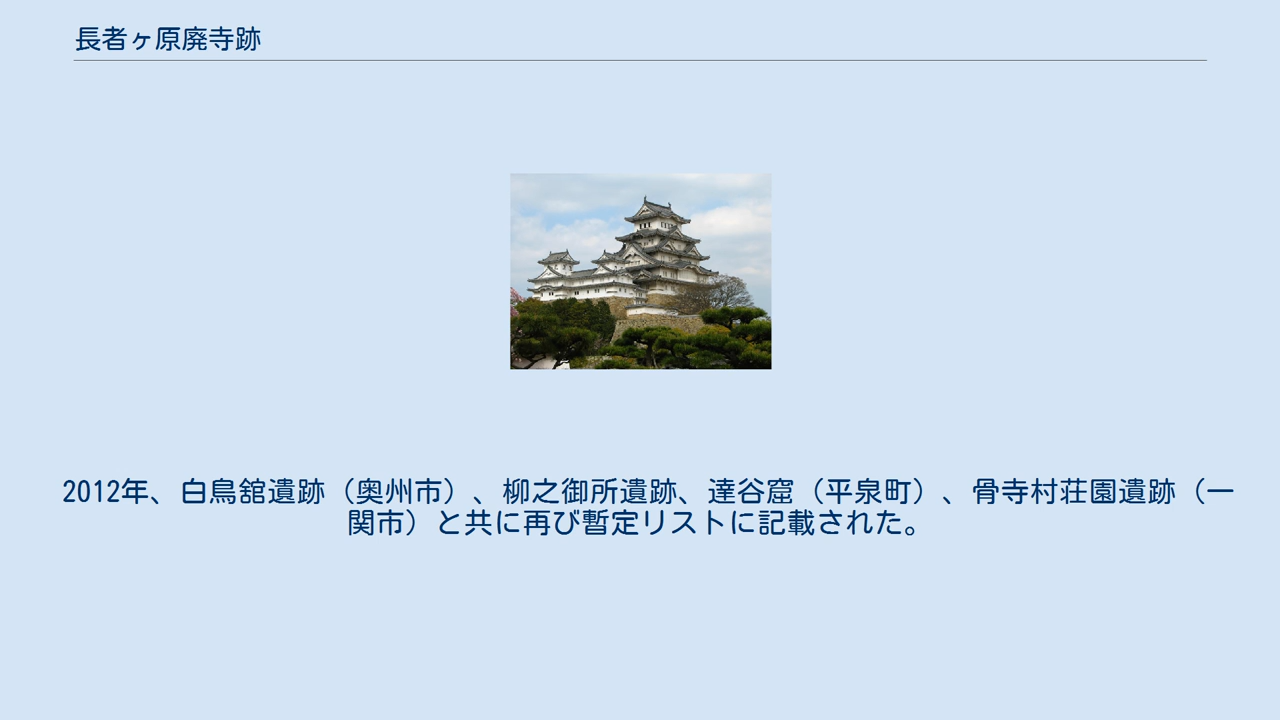 長者ヶ原廃寺跡
2012年、白鳥舘遺跡（奥州市）、柳之御所遺跡、達谷窟（平泉町）、骨寺村荘園遺跡（一
関市）と共に再び暫定リストに記載された。